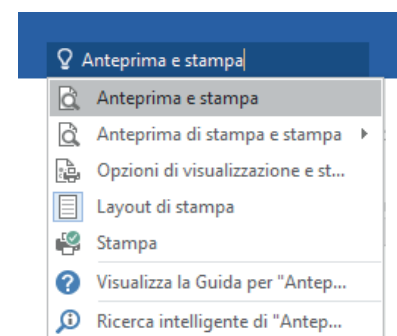 Anteprima e stampa
Anteprima e stampa
Anteprima di stampa e stampa
Opzioni di visualizzazione e st...
Layout di stampa
Stampa
Visualizza la Guida per "Antep...
Ricerca intelligente di "Antep...